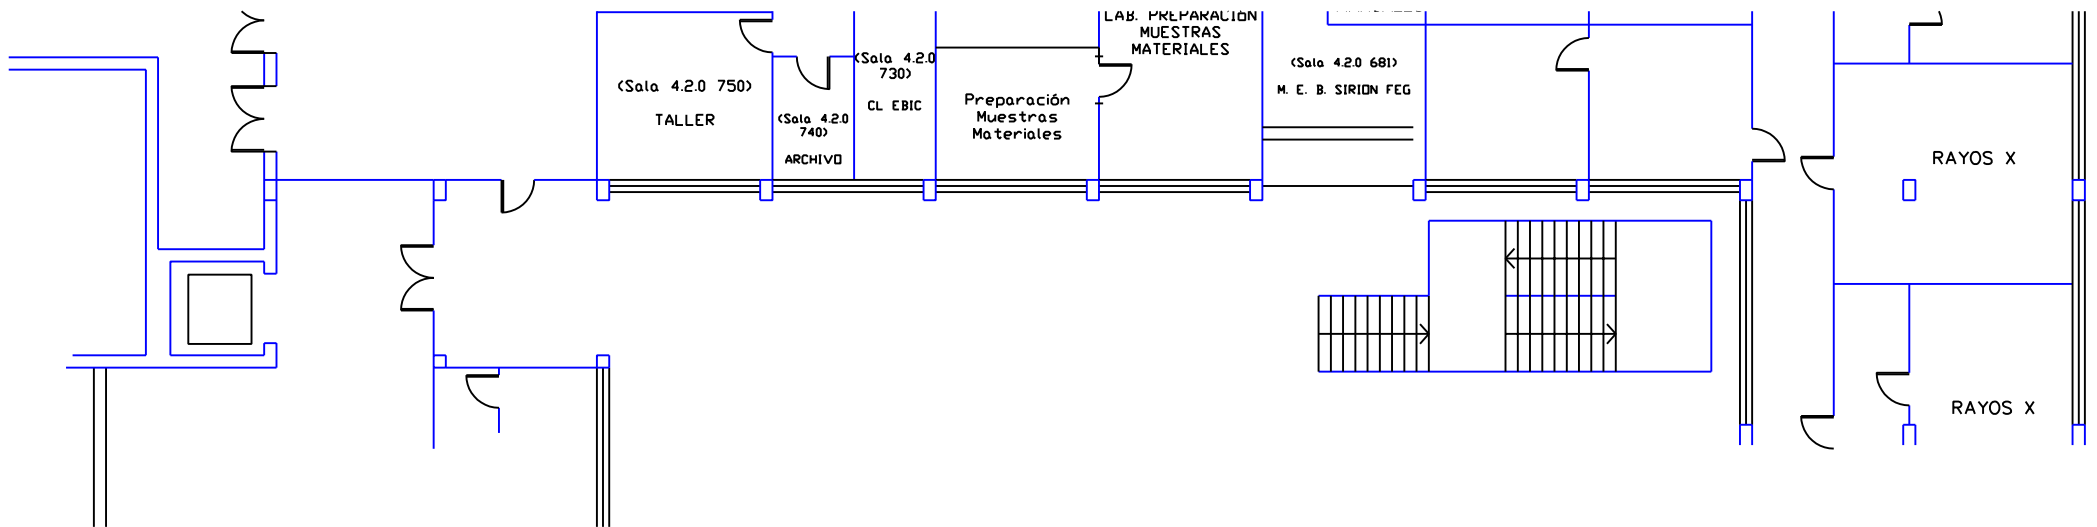 (Sala 4.2.0 750)
TALLER
(Sala 4.2.0
740)
ARCHIVO
(Sala 4.2.0
730)
CL EBIC
Preparación
Muestras
Materiales
LAB. PREPARACIÓN
MUESTRAS
MATERIALES
(Sala 4.2.0 681)
M. E. B. SIRION FEG
RAYOS X
RAYOS X